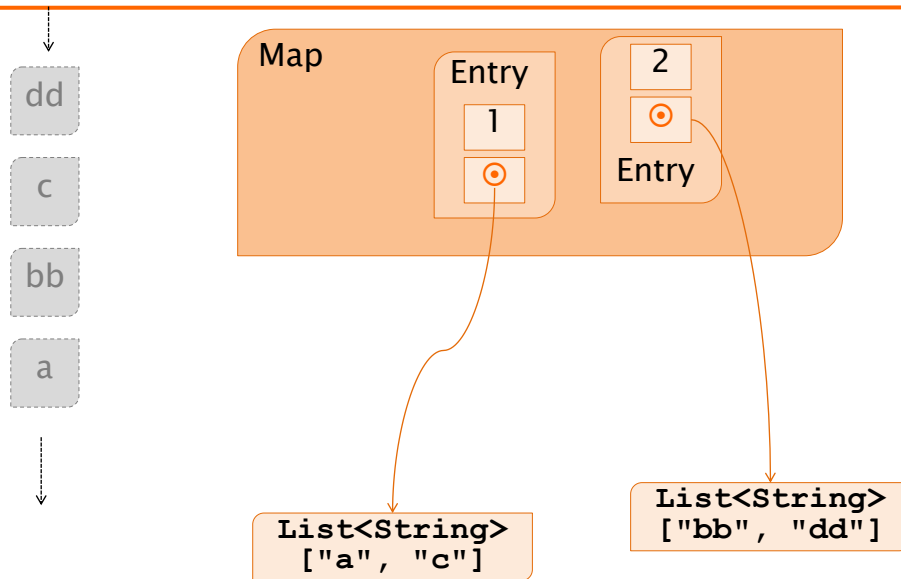 dd
c
bb
a
Map
Entry
1
2
Entry
List<String>
["a", "c"]
List<String>
["bb", "dd"]